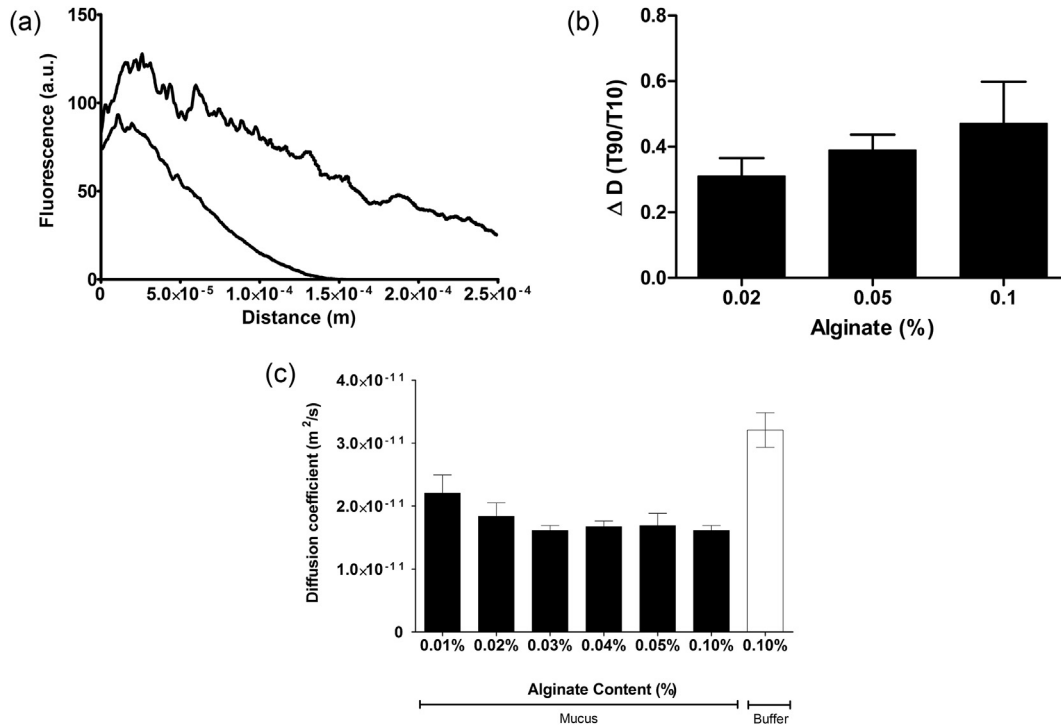 (a)
150
100
50
0
Fluorescence (a.u.)
0 5.0×10⁻⁵ 1.0×10⁻⁴ 1.5×10⁻⁴ 2.0×10⁻⁴ 2.5×10⁻⁴
Distance (m)
(b)
0.8
0.6
0.4
0.2
0.0
Δ D (T90/T10)
0.02 0.05 0.1
Alginate (%)
(c)
4.0×10⁻¹¹
3.0×10⁻¹¹
2.0×10⁻¹¹
1.0×10⁻¹¹
0
Diffusion coefficient (m²/s)
0.01% 0.02% 0.03% 0.04% 0.05% 0.10% 0.10%
Alginate Content (%)
Mucus Buffer